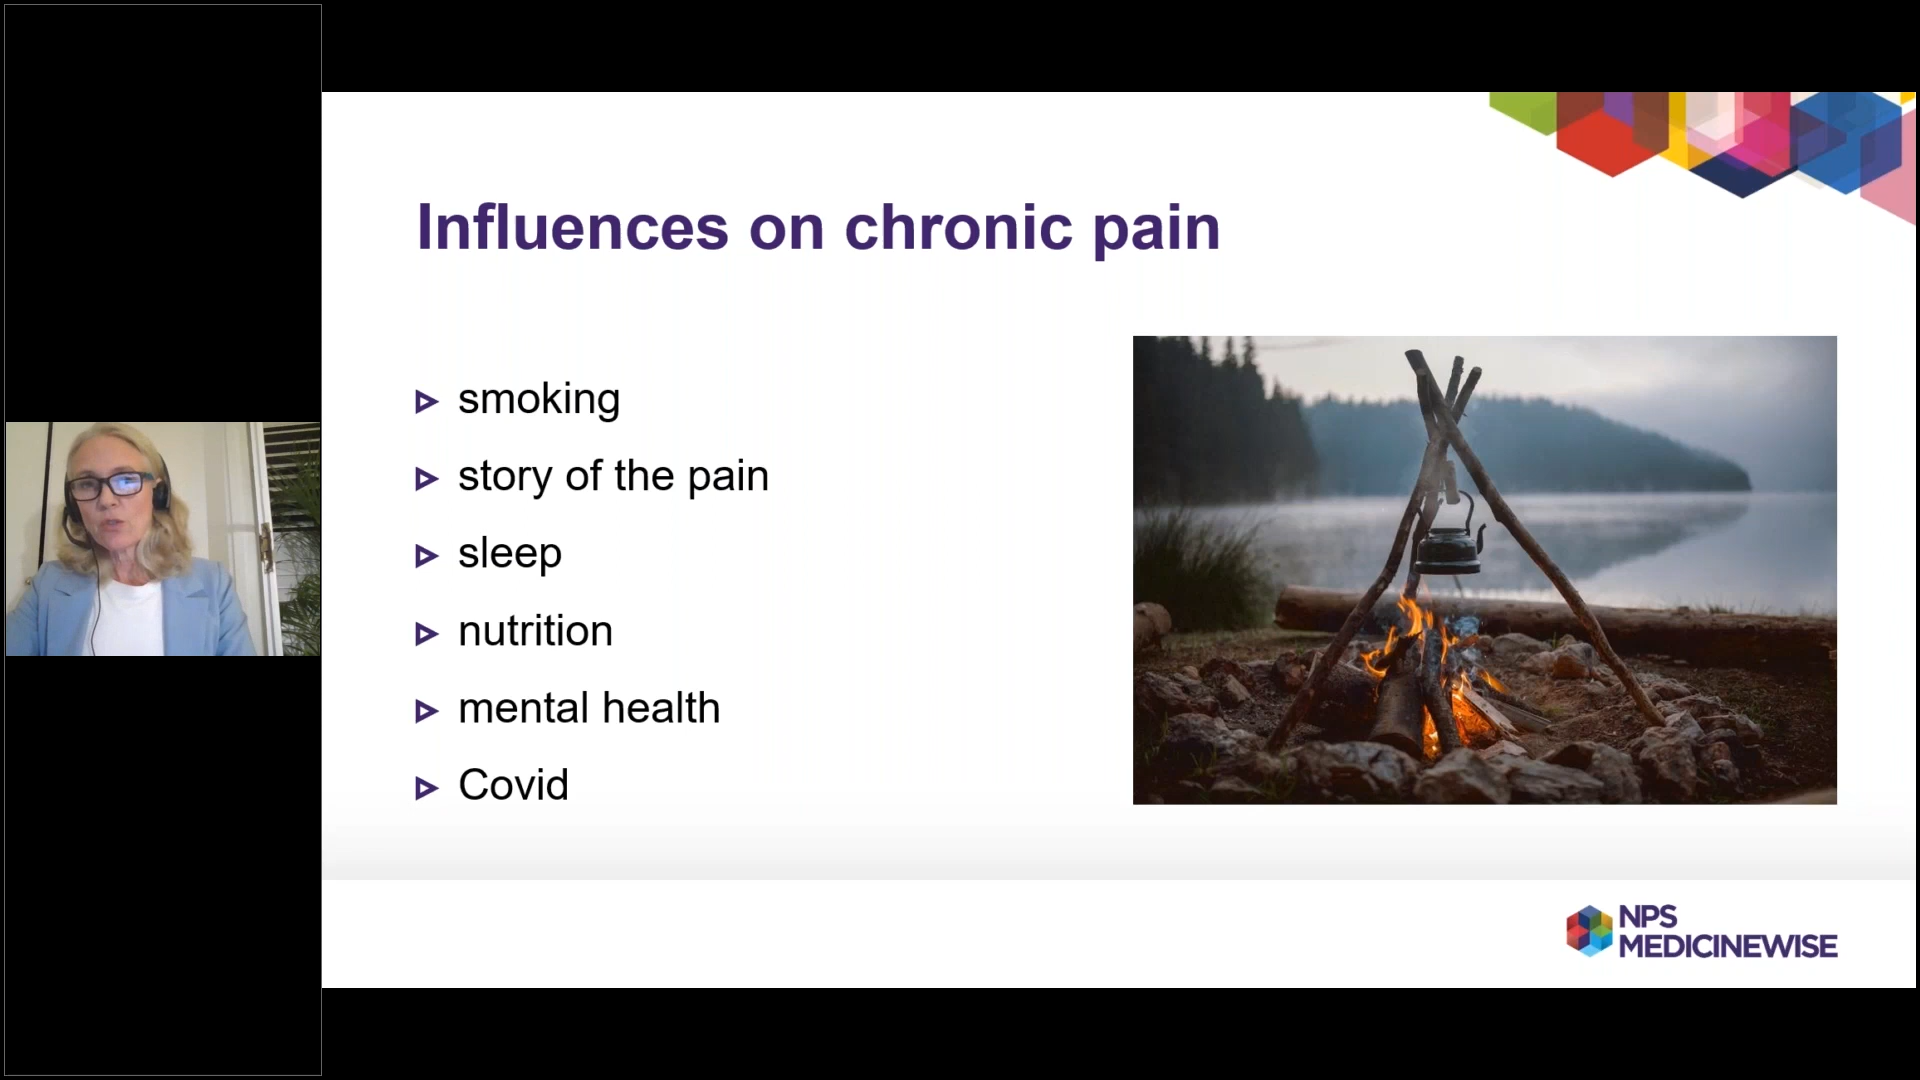 Influences on chronic pain
smoking
story of the pain
sleep
nutrition
mental health
Covid
NPS
MEDICINEWISE